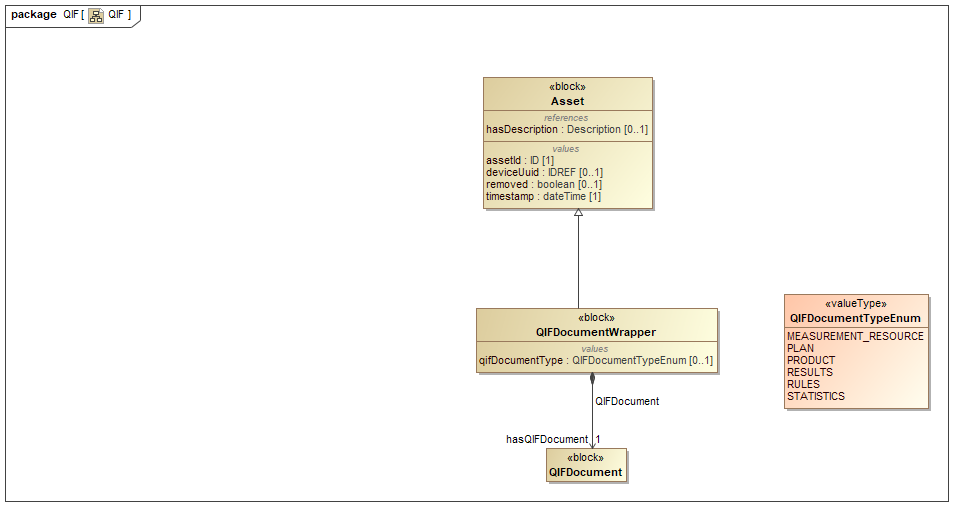 package QIF [ QIF ]
«block»
Asset
references
hasDescription : Description [0..1]
values
assetId : ID [1]
deviceUuid : IDREF [0..1]
removed : boolean [0..1]
timestamp : dateTime [1]
«block»
QIFDocumentWrapper
values
qifDocumentType : QIFDocumentTypeEnum [0..1]
«valueType»
QIFDocumentTypeEnum
MEASUREMENT_RESOURCE
PLAN
PRODUCT
RESULTS
RULES
STATISTICS
QIFDocument
hasQIFDocument 1
«block»
QIFDocument